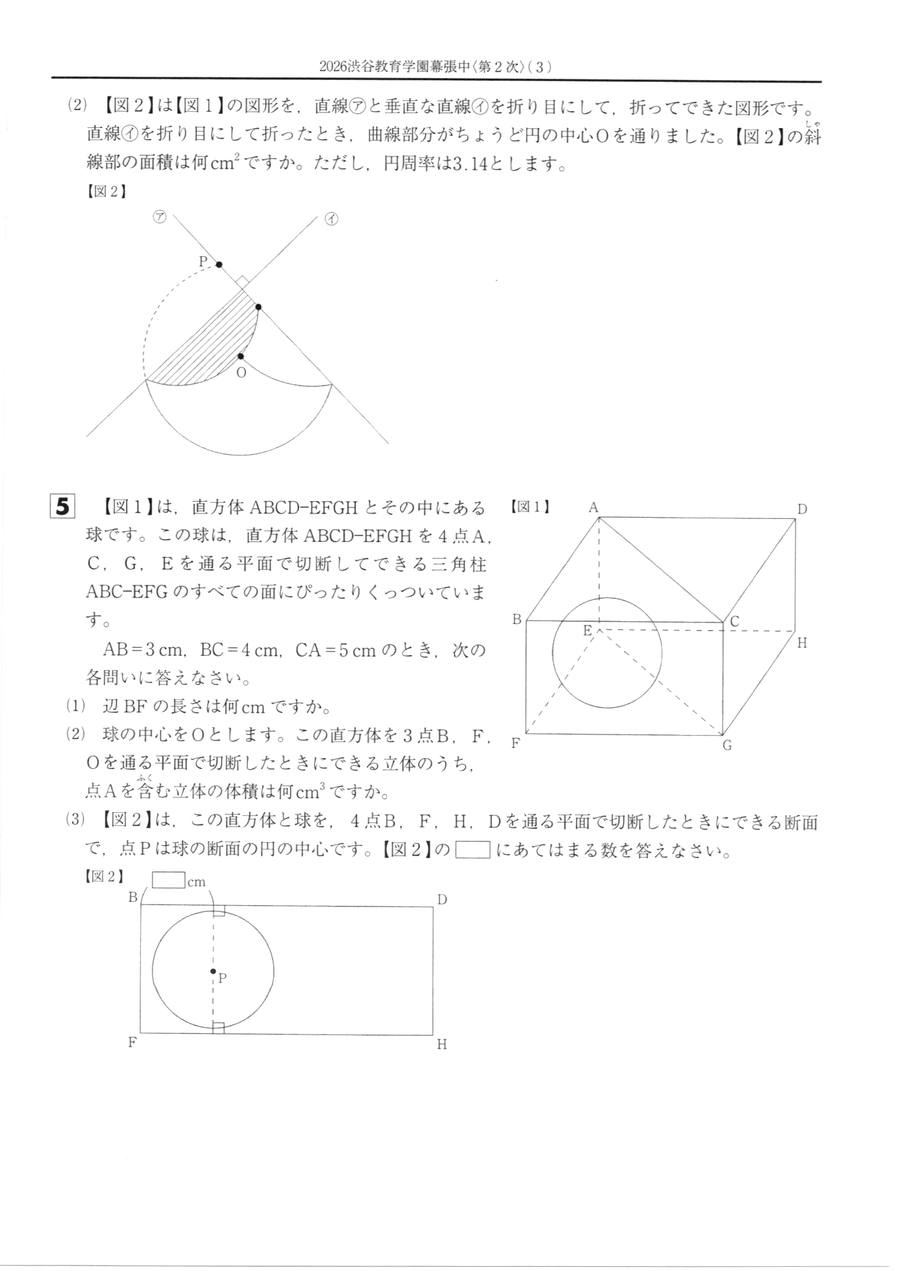 2026渋谷教育学園幕張中〈第2次〉(3)
(2) 【図2】は【図1】の図形を，直線㋐と垂直な直線㋑を折り目にして，折ってできた図形です。
直線㋑を折り目にして折ったとき，曲線部分がちょうど円の中心Oを通りました。【図2】の斜
しゃ
線部の面積は何cm²ですか。ただし，円周率は3.14とします。
【図2】
㋐
㋑
P
O
5 【図1】は，直方体ABCD-EFGHとその中にある
球です。この球は，直方体ABCD-EFGHを4点A，
C，G，Eを通る平面で切断してできる三角柱
ABC-EFGのすべての面にぴったりくっついていま
す。
AB=3cm，BC=4cm，CA=5cmのとき，次の
各問いに答えなさい。
(1) 辺BFの長さは何cmですか。
(2) 球の中心をOとします。この直方体を3点B，F，
Oを通る平面で切断したときにできる立体のうち，
ふく
点Aを含む立体の体積は何cm³ですか。
【図1】
A
D
B
C
E
H
F
G
(3) 【図2】は，この直方体と球を，4点B，F，H，Dを通る平面で切断したときにできる断面
で，点Pは球の断面の円の中心です。【図2】の□にあてはまる数を答えなさい。
【図2】
□cm
B
D
P
F
H